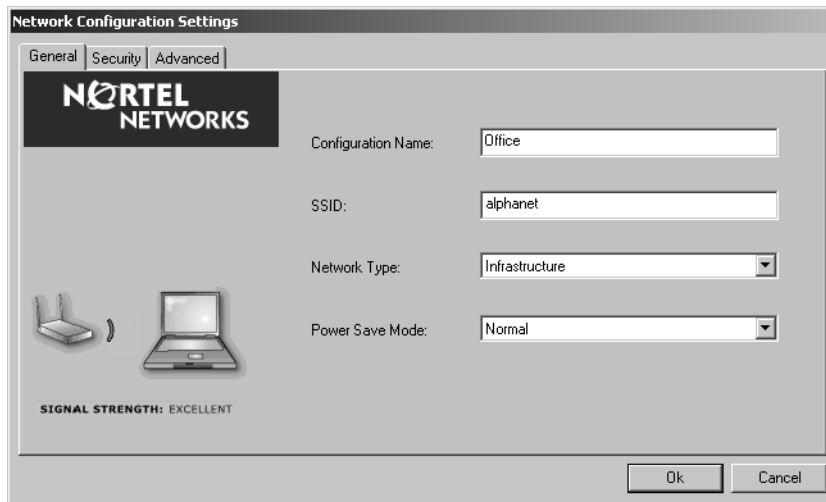 Network Configuration Settings
General Security Advanced
NORTEL
NETWORKS
Configuration Name: Office
SSID: alphanet
Network Type: Infrastructure
Power Save Mode: Normal
SIGNAL STRENGTH: EXCELLENT
Ok Cancel